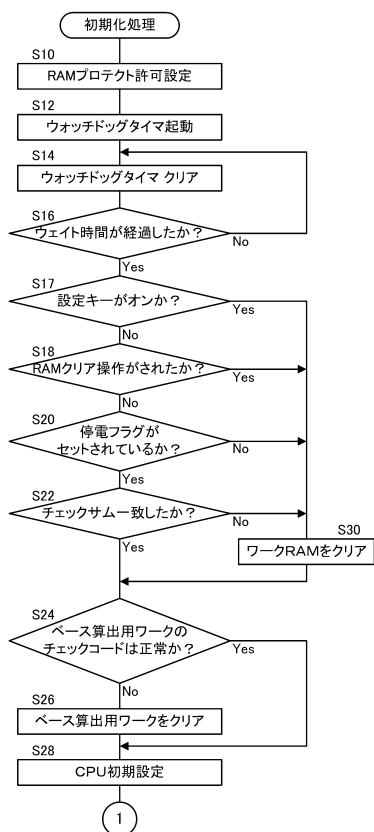 初期化処理
S10
RAMプロテクト許可設定
S12
ウォッチドッグタイマ起動
S14
ウォッチドッグタイマ クリア
S16
ウェイト時間が経過したか？
No
Yes
S17
設定キーがオンか？
Yes
No
S18
RAMクリア操作がされたか？
Yes
No
S20
停電フラグが
セットされているか？
No
Yes
S22
チェックサム一致したか？
No
Yes
S30
ワークRAMをクリア
S24
ベース算出用ワークの
チェックコードは正常か？
Yes
No
S26
ベース算出用ワークをクリア
S28
CPU初期設定
1